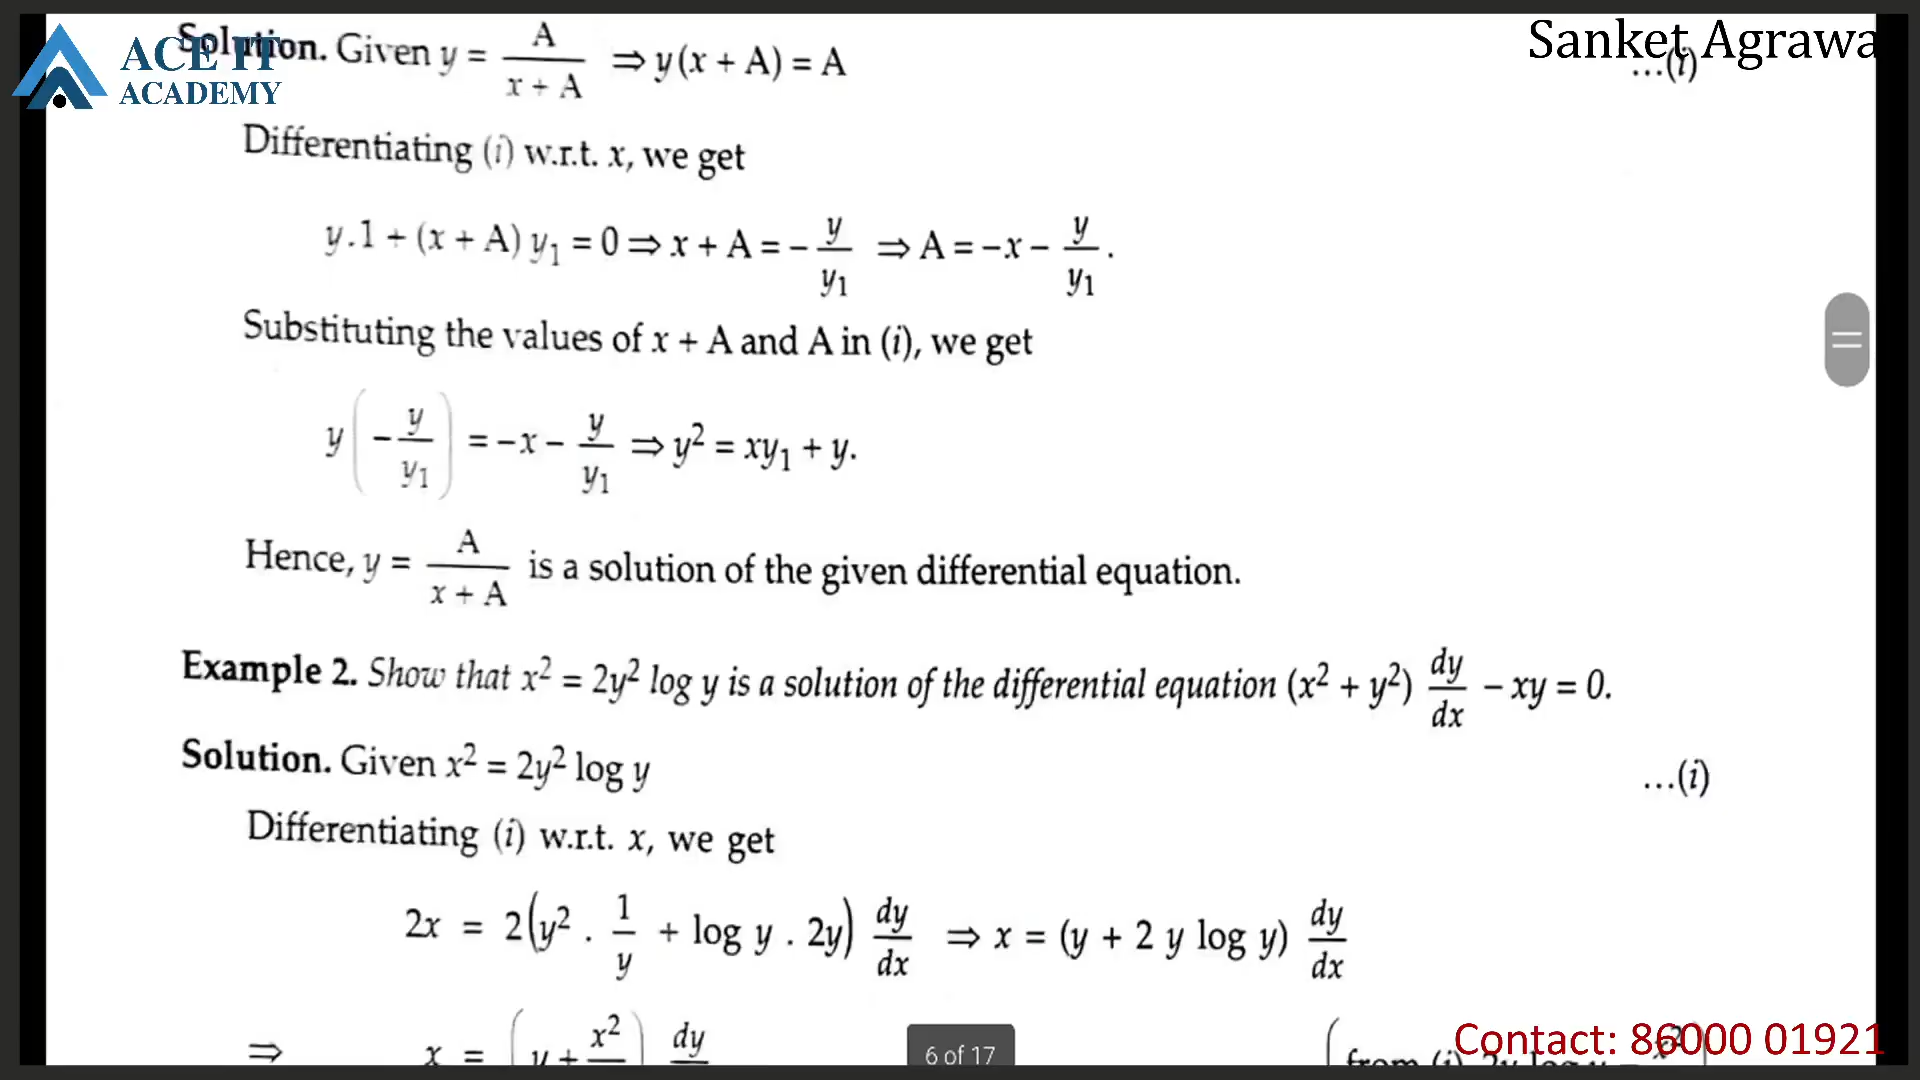 Sanket Agrawa
ACE IT
ACADEMY
Solution. Given y = A/(x + A) ⇒ y(x + A) = A ...(i)
Differentiating (i) w.r.t. x, we get
y.1 + (x + A) y₁ = 0 ⇒ x + A = − y/y₁ ⇒ A = −x − y/y₁.
Substituting the values of x + A and A in (i), we get
y(− y/y₁) = −x − y/y₁ ⇒ y² = xy₁ + y.
Hence, y = A/(x + A) is a solution of the given differential equation.
Example 2. Show that x² = 2y² log y is a solution of the differential equation (x² + y²) dy/dx − xy = 0.
Solution. Given x² = 2y² log y ...(i)
Differentiating (i) w.r.t. x, we get
2x = 2(y² . 1/y + log y . 2y) dy/dx ⇒ x = (y + 2 y log y) dy/dx
⇒ x = (y + x² dy
6 of 17
Contact: 86000 01921